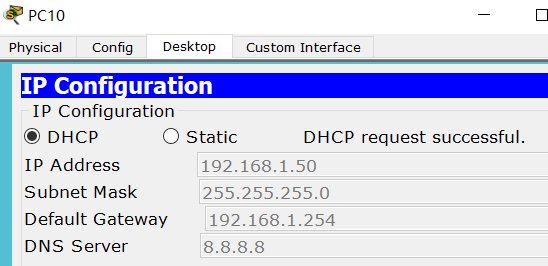 PC10
Physical Config Desktop Custom Interface
IP Configuration
IP Configuration
DHCP Static DHCP request successful.
IP Address 192.168.1.50
Subnet Mask 255.255.255.0
Default Gateway 192.168.1.254
DNS Server 8.8.8.8